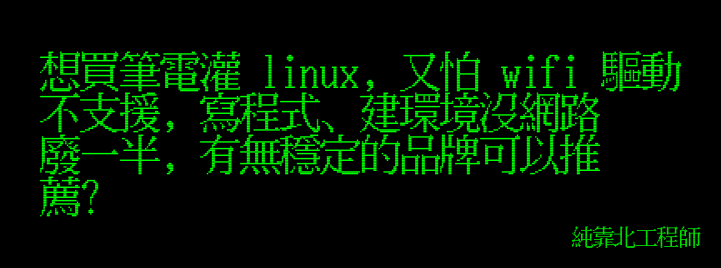 想買筆電灌 linux, 又怕 wifi 驅動
不支援, 寫程式、建環境沒網路
廢一半, 有無穩定的品牌可以推
薦?
純靠北工程師